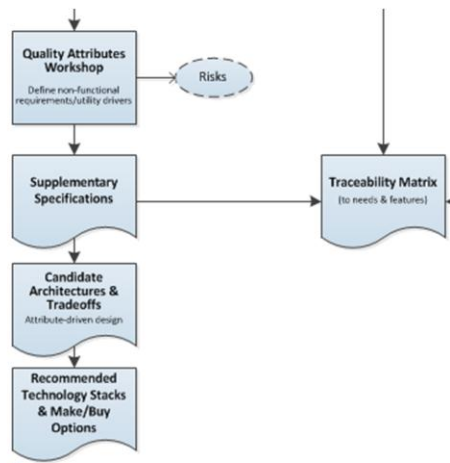 Quality Attributes
Workshop
Define non-functional
requirements/utility drivers
Risks
Supplementary
Specifications
Traceability Matrix
(to needs & features)
Candidate
Architectures &
Tradeoffs
Attribute-driven design
Recommended
Technology Stacks
& Make/Buy
Options